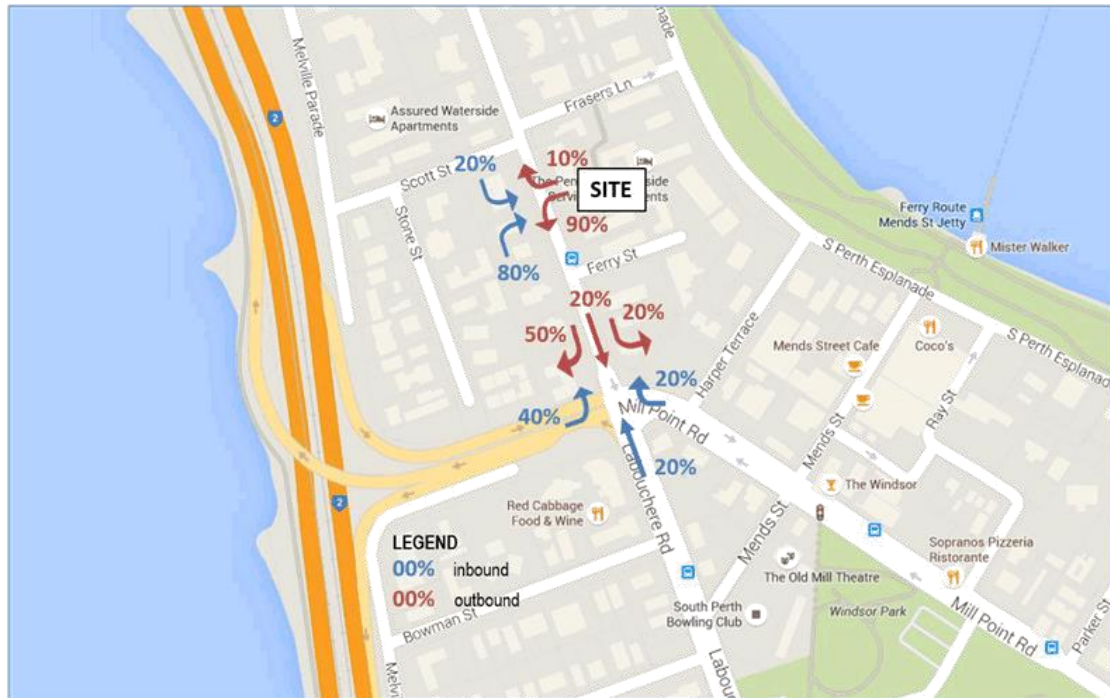 Melville Parade
2
Assured Waterside
Apartments
Frasers Ln
Scott St
20%
10%
SITE
The
90%
80%
Stone St
Ferry St
Ferry Route
Mends St Jetty
Mister Walker
S Perth Esplanade
S Perth Esplanade
20%
20%
50%
Harper Terrace
Mends Street Cafe
Coco's
Ray St
Mends St
20%
40%
Mill Point Rd
20%
Labouchere Rd
The Windsor
2
Red Cabbage
Food & Wine
Mends St
Sopranos Pizzeria
Ristorante
The Old Mill Theatre
Windsor Park
South Perth
Bowling Club
Mill Point Rd
Parker St
LEGEND
00% inbound
00% outbound
Bowman St